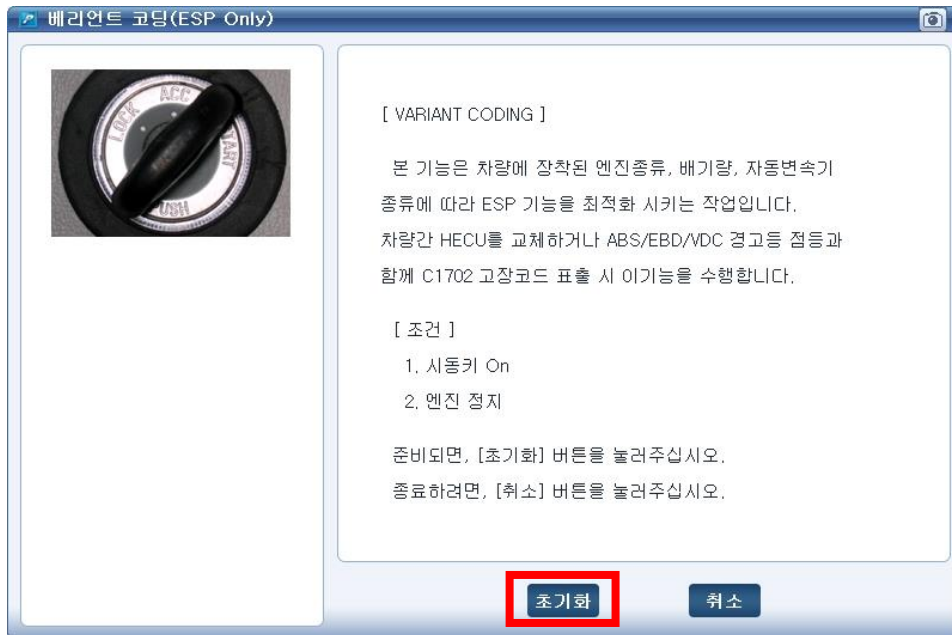 베리언트 코딩(ESP Only)
LOCK ACC START
PUSH
[ VARIANT CODING ]
본 기능은 차량에 장착된 엔진종류, 배기량, 자동변속기
종류에 따라 ESP 기능을 최적화 시키는 작업입니다.
차량간 HECU를 교체하거나 ABS/EBD/VDC 경고등 점등과
함께 C1702 고장코드 표출 시 이기능을 수행합니다.
[ 조건 ]
1. 시동키 On
2. 엔진 정지
준비되면, [초기화] 버튼을 눌러주십시오.
종료하려면, [취소] 버튼을 눌러주십시오.
초기화 취소